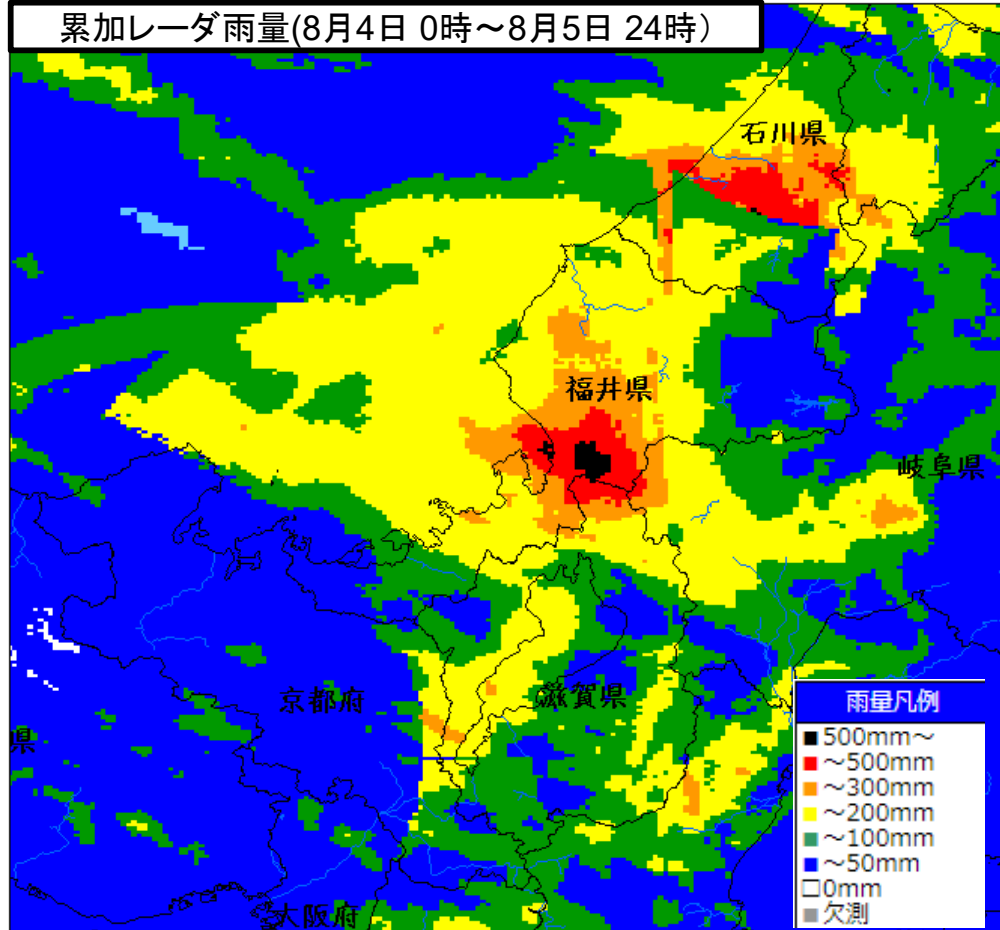 累加レーダ雨量(8月4日 0時～8月5日 24時）
石川県
福井県
岐阜県
京都府
滋賀県
県
大阪府
雨量凡例
■500mm～
■～500mm
■～300mm
■～200mm
■～100mm
■～50mm
□0mm
■欠測